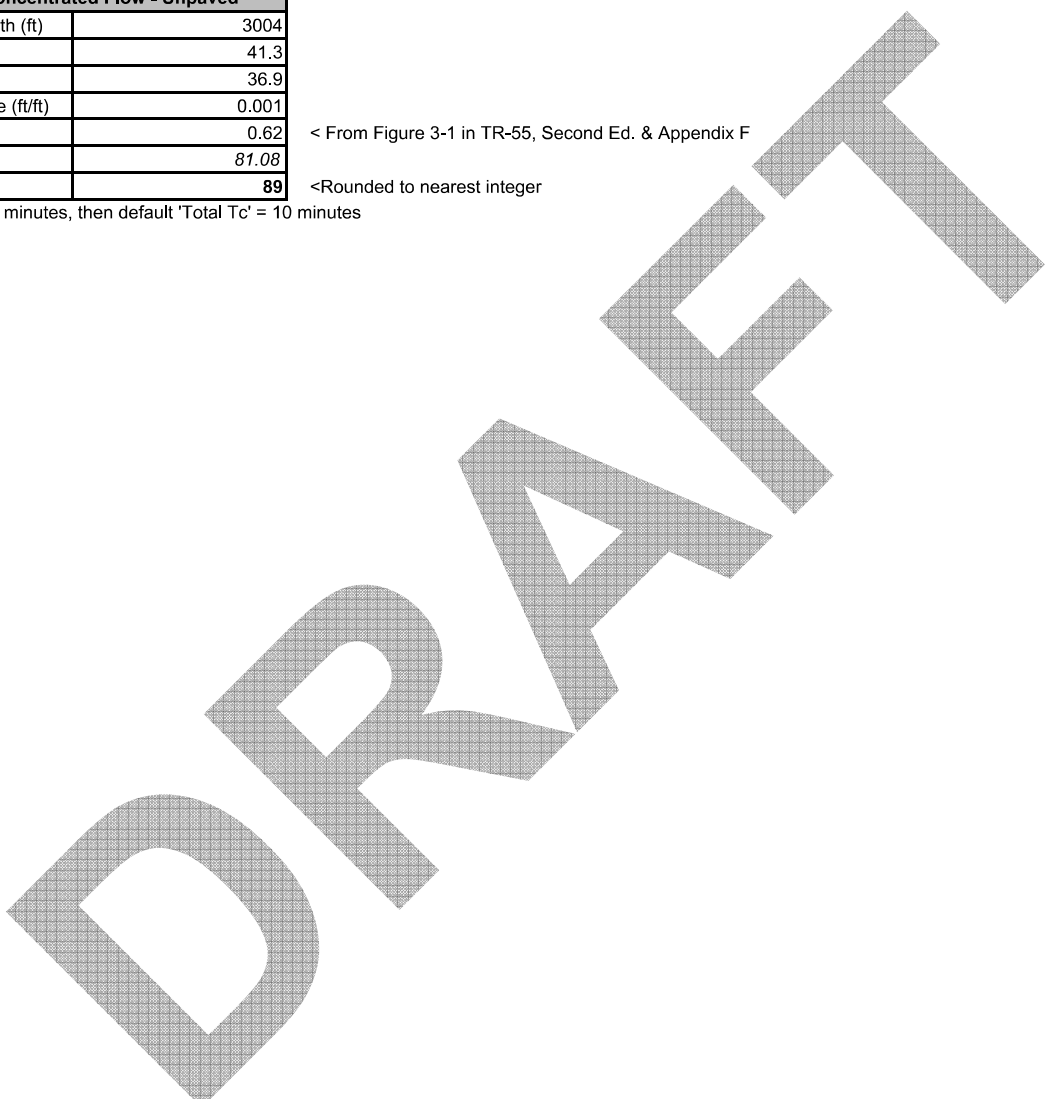 oncentrated Flow - Unpaved
th (ft) 3004
41.3
36.9
e (ft/ft) 0.001
0.62 < From Figure 3-1 in TR-55, Second Ed. & Appendix F
81.08
89 <Rounded to nearest integer
minutes, then default 'Total Tc' = 10 minutes
DRAFT